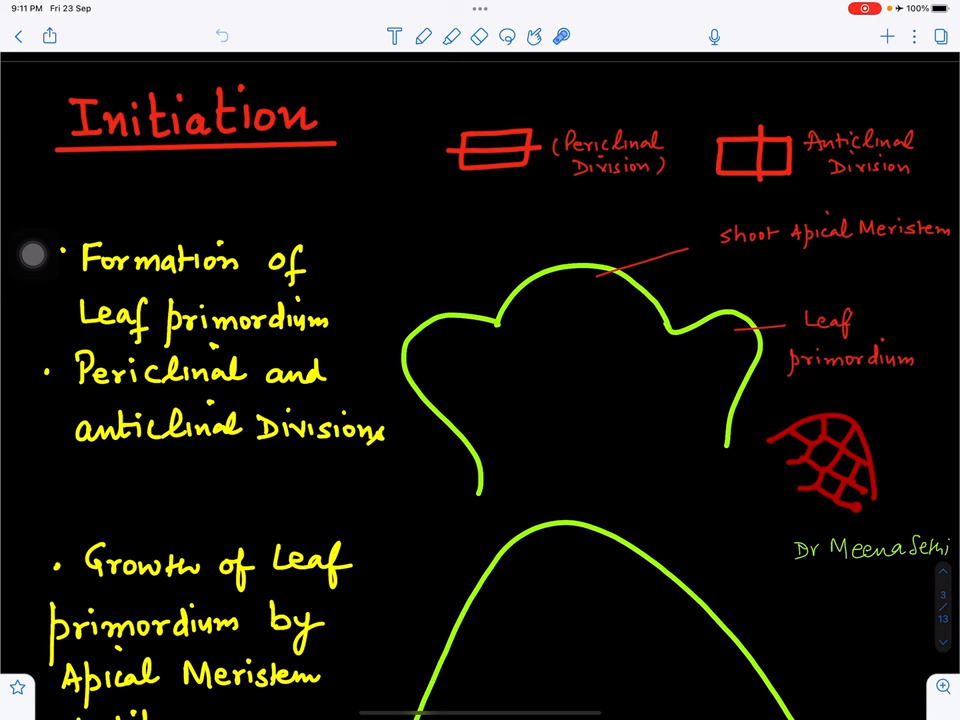 9:11 PM Fri 23 Sep
100%
Initiation
(Periclinal
Division)
Anticlinal
Division
Shoot Apical Meristem
• Formation of
Leaf primordium
• Periclinal and
anticlinal Divisions
Leaf
primordium
Dr Meena Sethi
• Growth of Leaf
primordium by
Apical Meristem
3
/
13